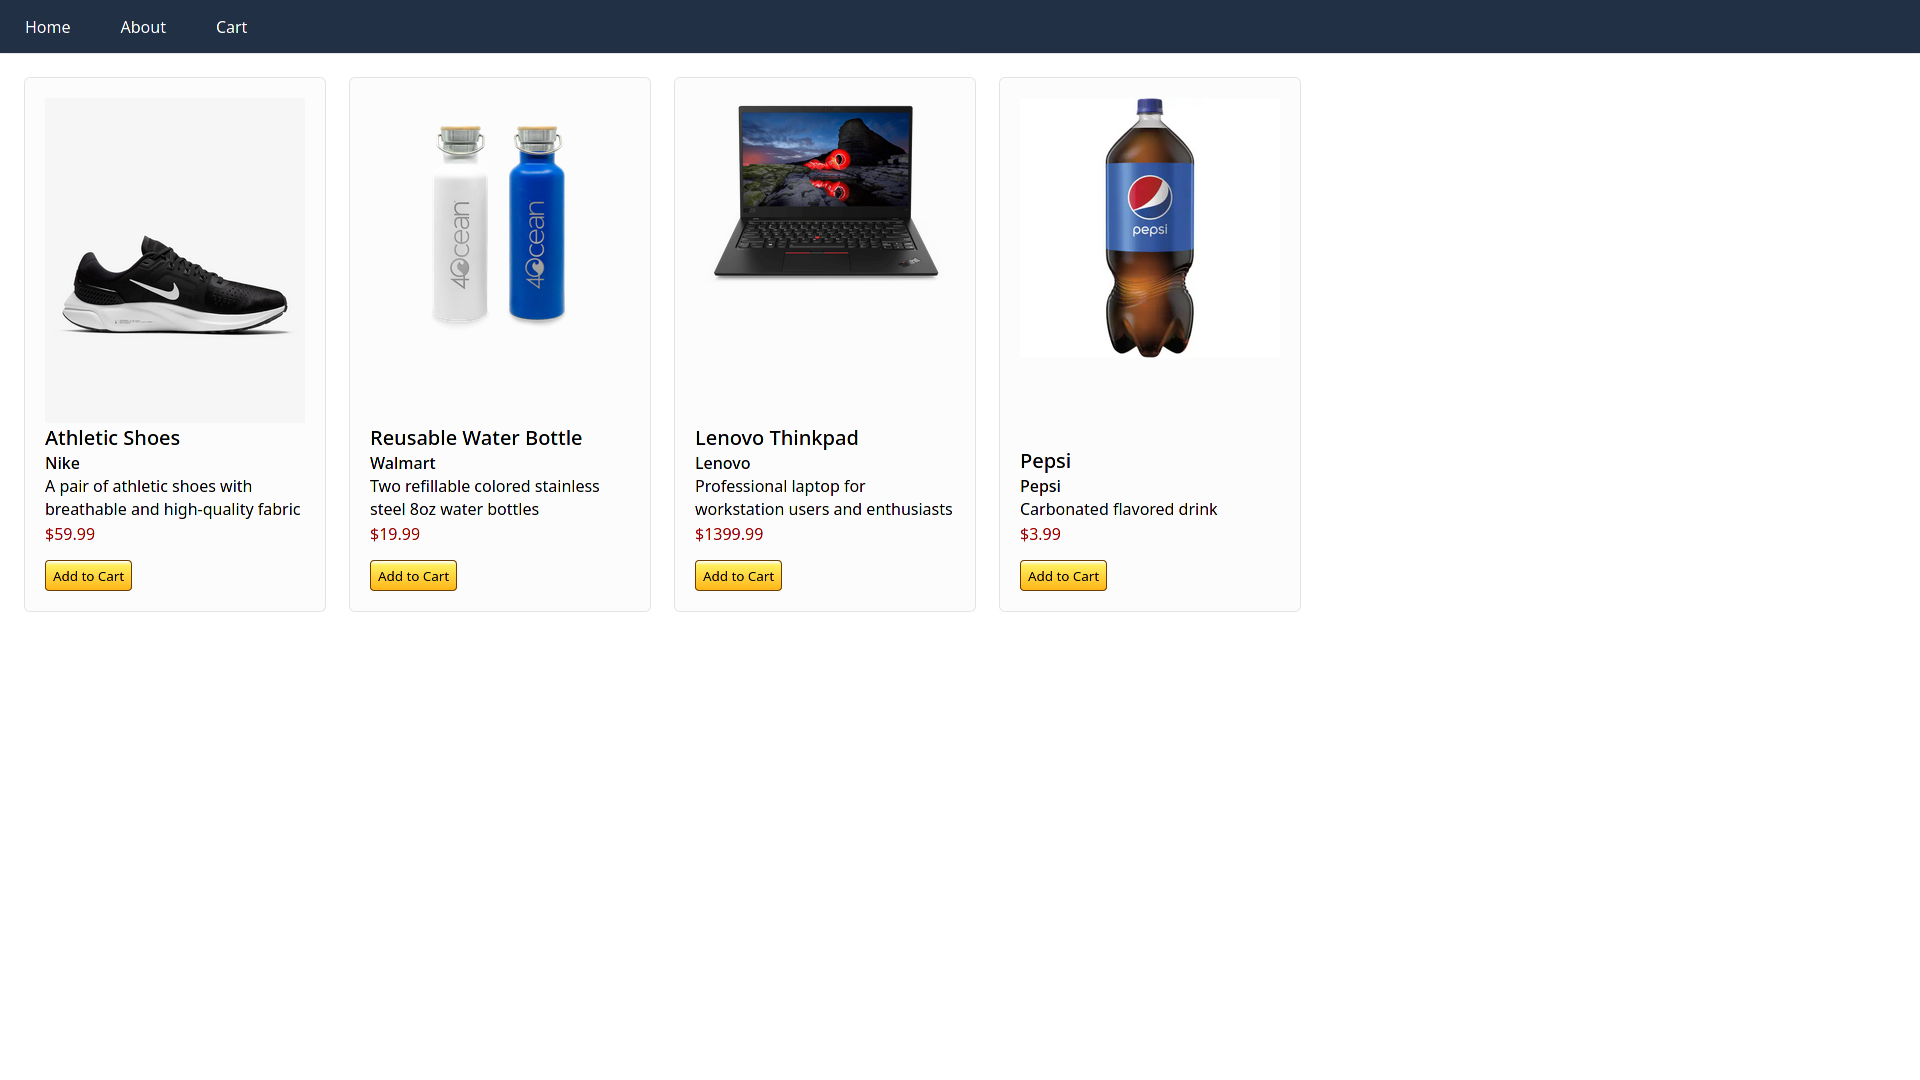 Home About Cart
4Ocean
4Ocean
pepsi
Athletic Shoes
Nike
A pair of athletic shoes with
breathable and high-quality fabric
$59.99
Add to Cart
Reusable Water Bottle
Walmart
Two refillable colored stainless
steel 8oz water bottles
$19.99
Add to Cart
Lenovo Thinkpad
Lenovo
Professional laptop for
workstation users and enthusiasts
$1399.99
Add to Cart
Pepsi
Pepsi
Carbonated flavored drink
$3.99
Add to Cart